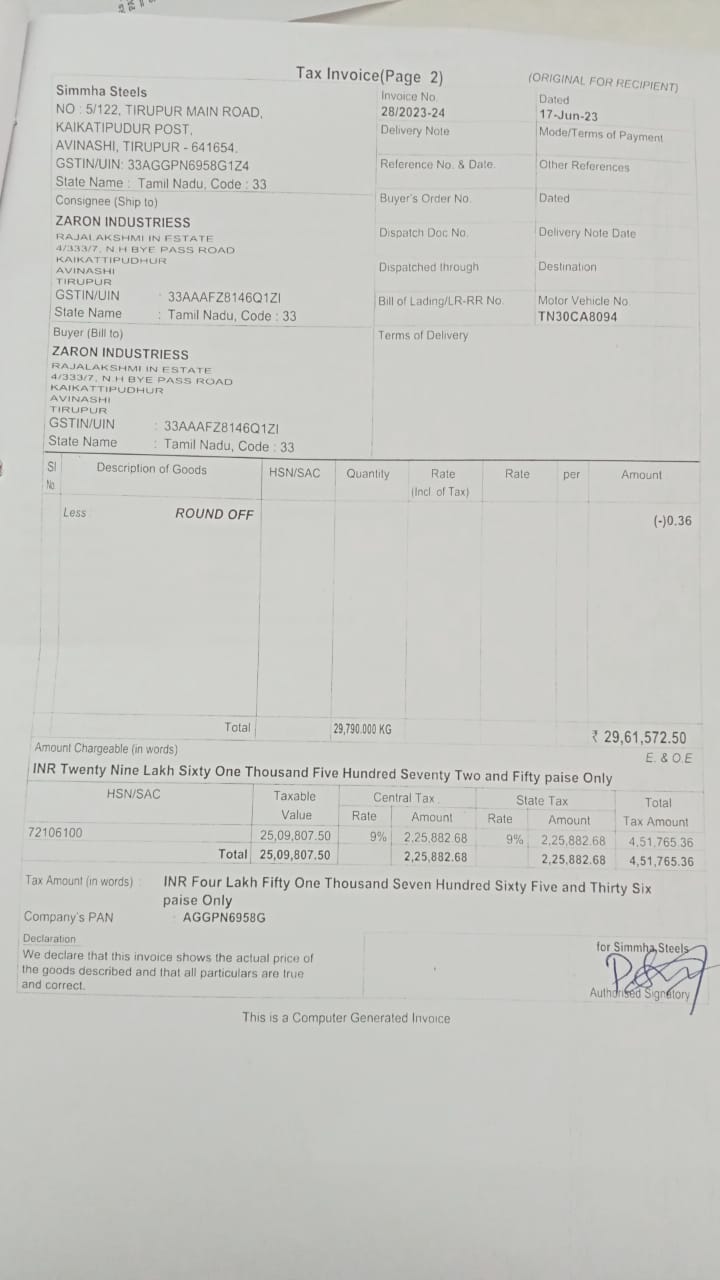 Tax Invoice(Page 2)
(ORIGINAL FOR RECIPIENT)
Simmha Steels
NO : 5/122, TIRUPUR MAIN ROAD,
KAIKATIPUDUR POST,
AVINASHI, TIRUPUR - 641654.
GSTIN/UIN: 33AGGPN6958G1Z4
State Name : Tamil Nadu, Code : 33
Invoice No.
28/2023-24
Dated
17-Jun-23
Delivery Note
Mode/Terms of Payment
Reference No. & Date.
Other References
Buyer's Order No.
Dated
Dispatch Doc No.
Delivery Note Date
Dispatched through
Destination
Bill of Lading/LR-RR No.
Motor Vehicle No.
TN30CA8094
Terms of Delivery
Consignee (Ship to)
ZARON INDUSTRIESS
RAJALAKSHMI IN ESTATE
4/333/7, N.H BYE PASS ROAD
KAIKATTIPUDHUR
AVINASHI
TIRUPUR
GSTIN/UIN : 33AAAFZ8146Q1ZI
State Name : Tamil Nadu, Code : 33
Buyer (Bill to)
ZARON INDUSTRIESS
RAJALAKSHMI IN ESTATE
4/333/7, N.H BYE PASS ROAD
KAIKATTIPUDHUR
AVINASHI
TIRUPUR
GSTIN/UIN : 33AAAFZ8146Q1ZI
State Name : Tamil Nadu, Code : 33
Sl No. Description of Goods HSN/SAC Quantity Rate (Incl. of Tax) Rate per Amount
Less ROUND OFF (-)0.36
Total 29,790.000 KG ₹ 29,61,572.50
Amount Chargeable (in words) E. & O.E
INR Twenty Nine Lakh Sixty One Thousand Five Hundred Seventy Two and Fifty paise Only
HSN/SAC Taxable Value Central Tax State Tax Total Tax Amount
Rate Amount Rate Amount
72106100 25,09,807.50 9% 2,25,882.68 9% 2,25,882.68 4,51,765.36
Total 25,09,807.50 2,25,882.68 2,25,882.68 4,51,765.36
Tax Amount (in words) : INR Four Lakh Fifty One Thousand Seven Hundred Sixty Five and Thirty Six
paise Only
Company's PAN : AGGPN6958G
Declaration
We declare that this invoice shows the actual price of
the goods described and that all particulars are true
and correct.
for Simmha Steels
Authorised Signatory
This is a Computer Generated Invoice